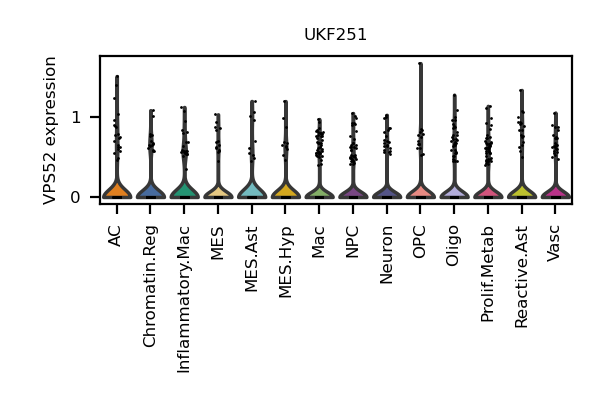 UKF251
VPS52 expression
1
0
AC
Chromatin.Reg
Inflammatory.Mac
MES
MES.Ast
MES.Hyp
Mac
NPC
Neuron
OPC
Oligo
Prolif.Metab
Reactive.Ast
Vasc